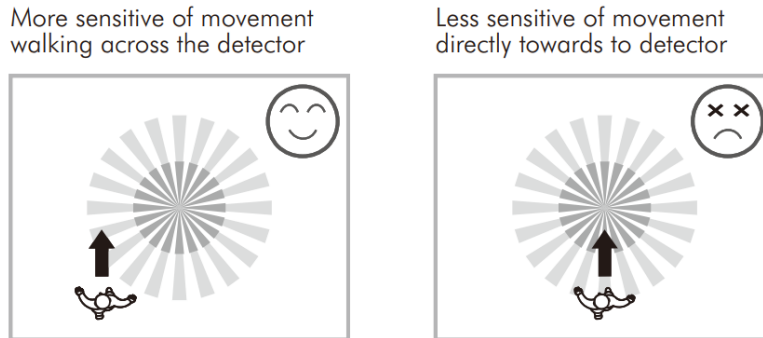 More sensitive of movement
walking across the detector
Less sensitive of movement
directly towards to detector